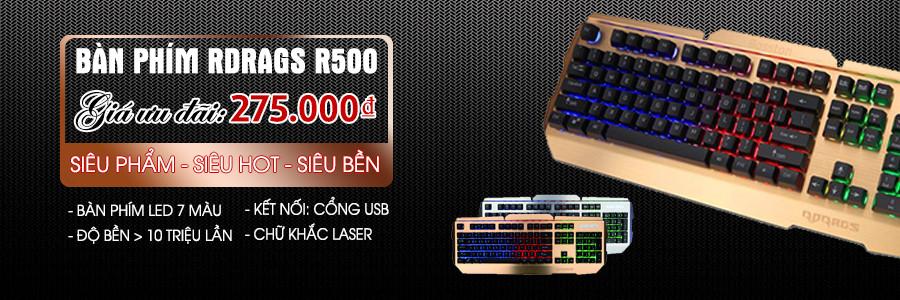 BÀN PHÍM RDRAGS R500
Giá ưu đãi: 275.000đ
SIÊU PHẨM - SIÊU HOT - SIÊU BỀN
- BÀN PHÍM LED 7 MÀU
- KẾT NỐI: CỔNG USB
- ĐỘ BỀN > 10 TRIỆU LẦN
- CHỮ KHẮC LASER
RDRAGS